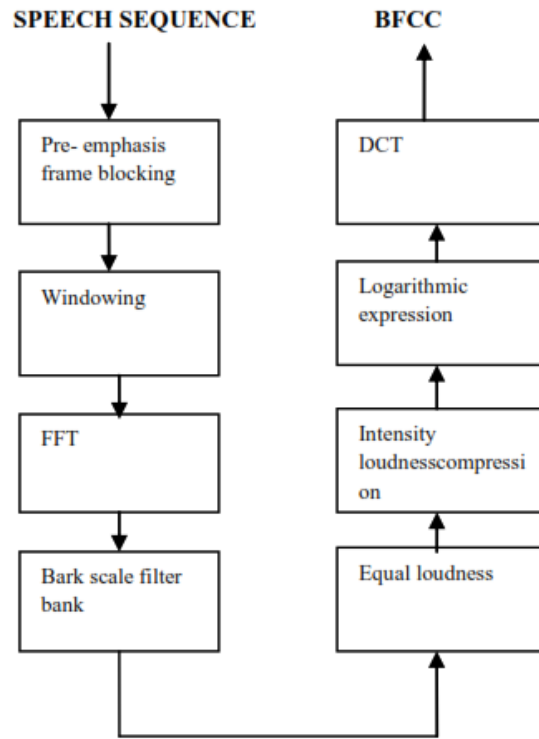 SPEECH SEQUENCE
Pre- emphasis
frame blocking
Windowing
FFT
Bark scale filter
bank
BFCC
DCT
Logarithmic
expression
Intensity
loudnesscompressi
on
Equal loudness